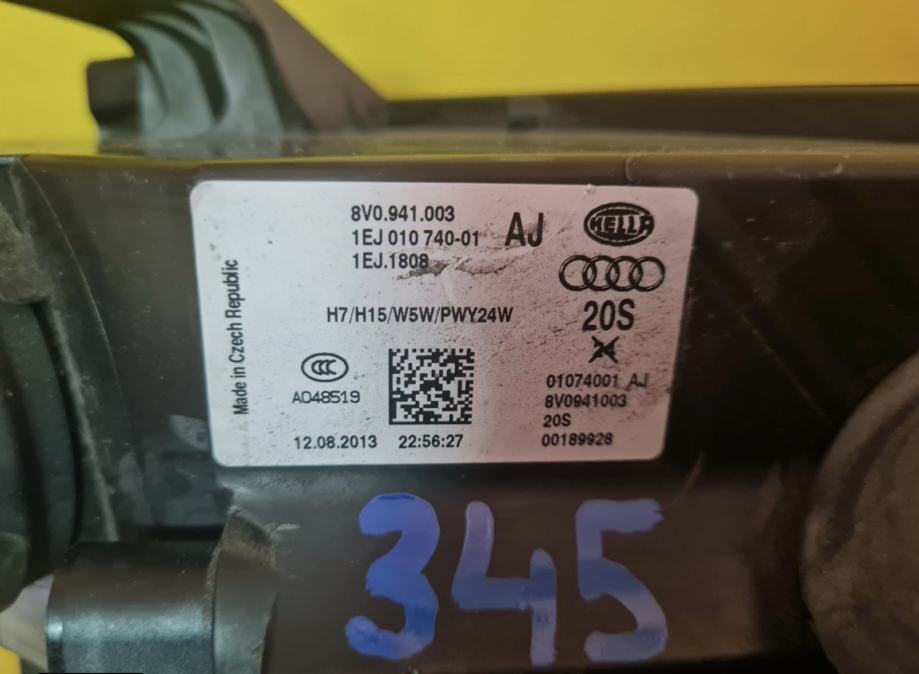 8V0.941.003
1EJ 010 740-01 AJ
1EJ.1808
HELLA
H7/H15/W5W/PWY24W
20S
Made in Czech Republic
CCC
A048519
01074001 AJ
8V0941003
20S
00189928
12.08.2013 22:56:27
345